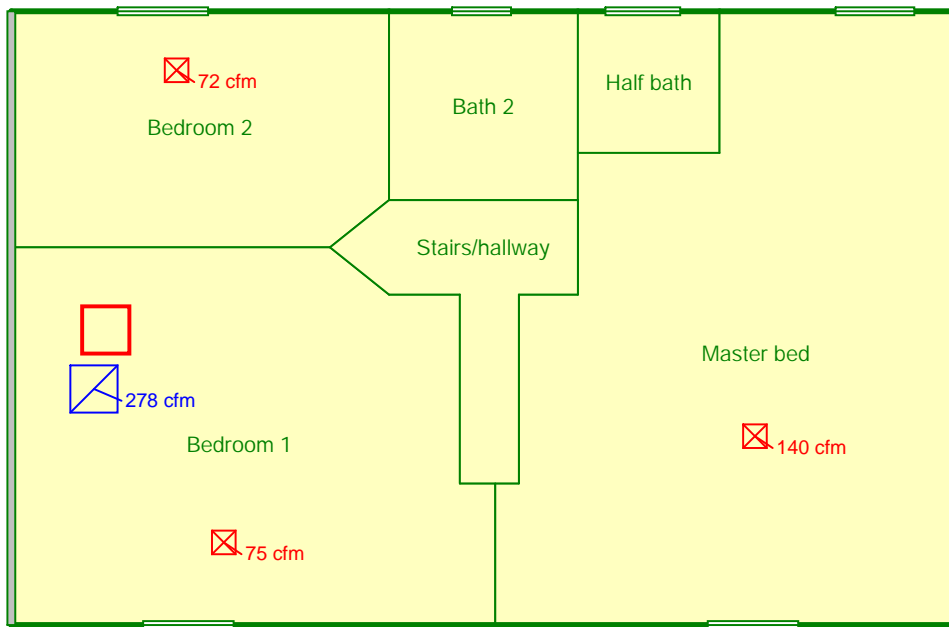 72 cfm
Bedroom 2
Bath 2
Half bath
Stairs/hallway
Master bed
278 cfm
Bedroom 1
140 cfm
75 cfm